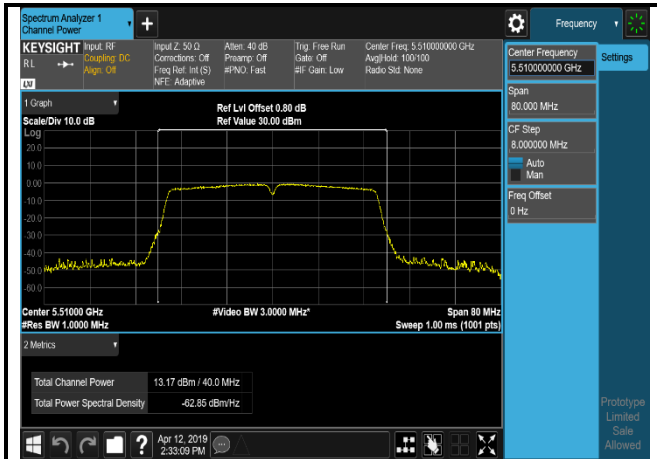 Spectrum Analyzer 1
Channel Power
+
Frequency
KEYSIGHT
RL
Input: RF
Coupling: DC
Align: Off
Input Z: 50 Ω
Corrections: Off
Freq Ref: Int (S)
NFE: Adaptive
Atten: 40 dB
Preamp: Off
#PNO: Fast
Trig: Free Run
Gate: Off
#IF Gain: Low
Center Freq: 5.510000000 GHz
Avg|Hold: 100/100
Radio Std: None
Center Frequency
5.510000000 GHz
Settings
Span
80.000 MHz
CF Step
8.000000 MHz
Auto
Man
Freq Offset
0 Hz
1 Graph
Scale/Div 10.0 dB
Ref Lvl Offset 0.80 dB
Ref Value 30.00 dBm
Log
20.0
10.0
0.00
-10.0
-20.0
-30.0
-40.0
-50.0
-60.0
Center 5.51000 GHz
#Res BW 1.0000 MHz
#Video BW 3.0000 MHz*
Span 80 MHz
Sweep 1.00 ms (1001 pts)
2 Metrics
Total Channel Power 13.17 dBm / 40.0 MHz
Total Power Spectral Density -62.85 dBm/Hz
Prototype
Limited
Sale
Allowed
?
Apr 12, 2019
2:33:09 PM